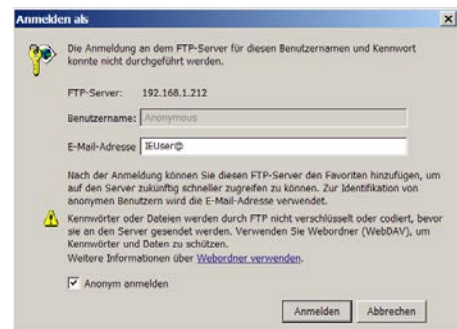 Anmelden als
Die Anmeldung an dem FTP-Server für diesen Benutzernamen und Kennwort
konnte nicht durchgeführt werden.
FTP-Server: 192.168.1.212
Benutzername: Anonymous
E-Mail-Adresse IEUser@
Nach der Anmeldung können Sie diesen FTP-Server den Favoriten hinzufügen, um
auf den Server zukünftig schneller zugreifen zu können. Zur Identifikation von
anonymen Benutzern wird die E-Mail-Adresse verwendet.
Kennwörter oder Dateien werden durch FTP nicht verschlüsselt oder codiert, bevor
sie an den Server gesendet werden. Verwenden Sie Webordner (WebDAV), um
Kennwörter und Daten zu schützen.
Weitere Informationen über Webordner verwenden.
Anonym anmelden
Anmelden Abbrechen